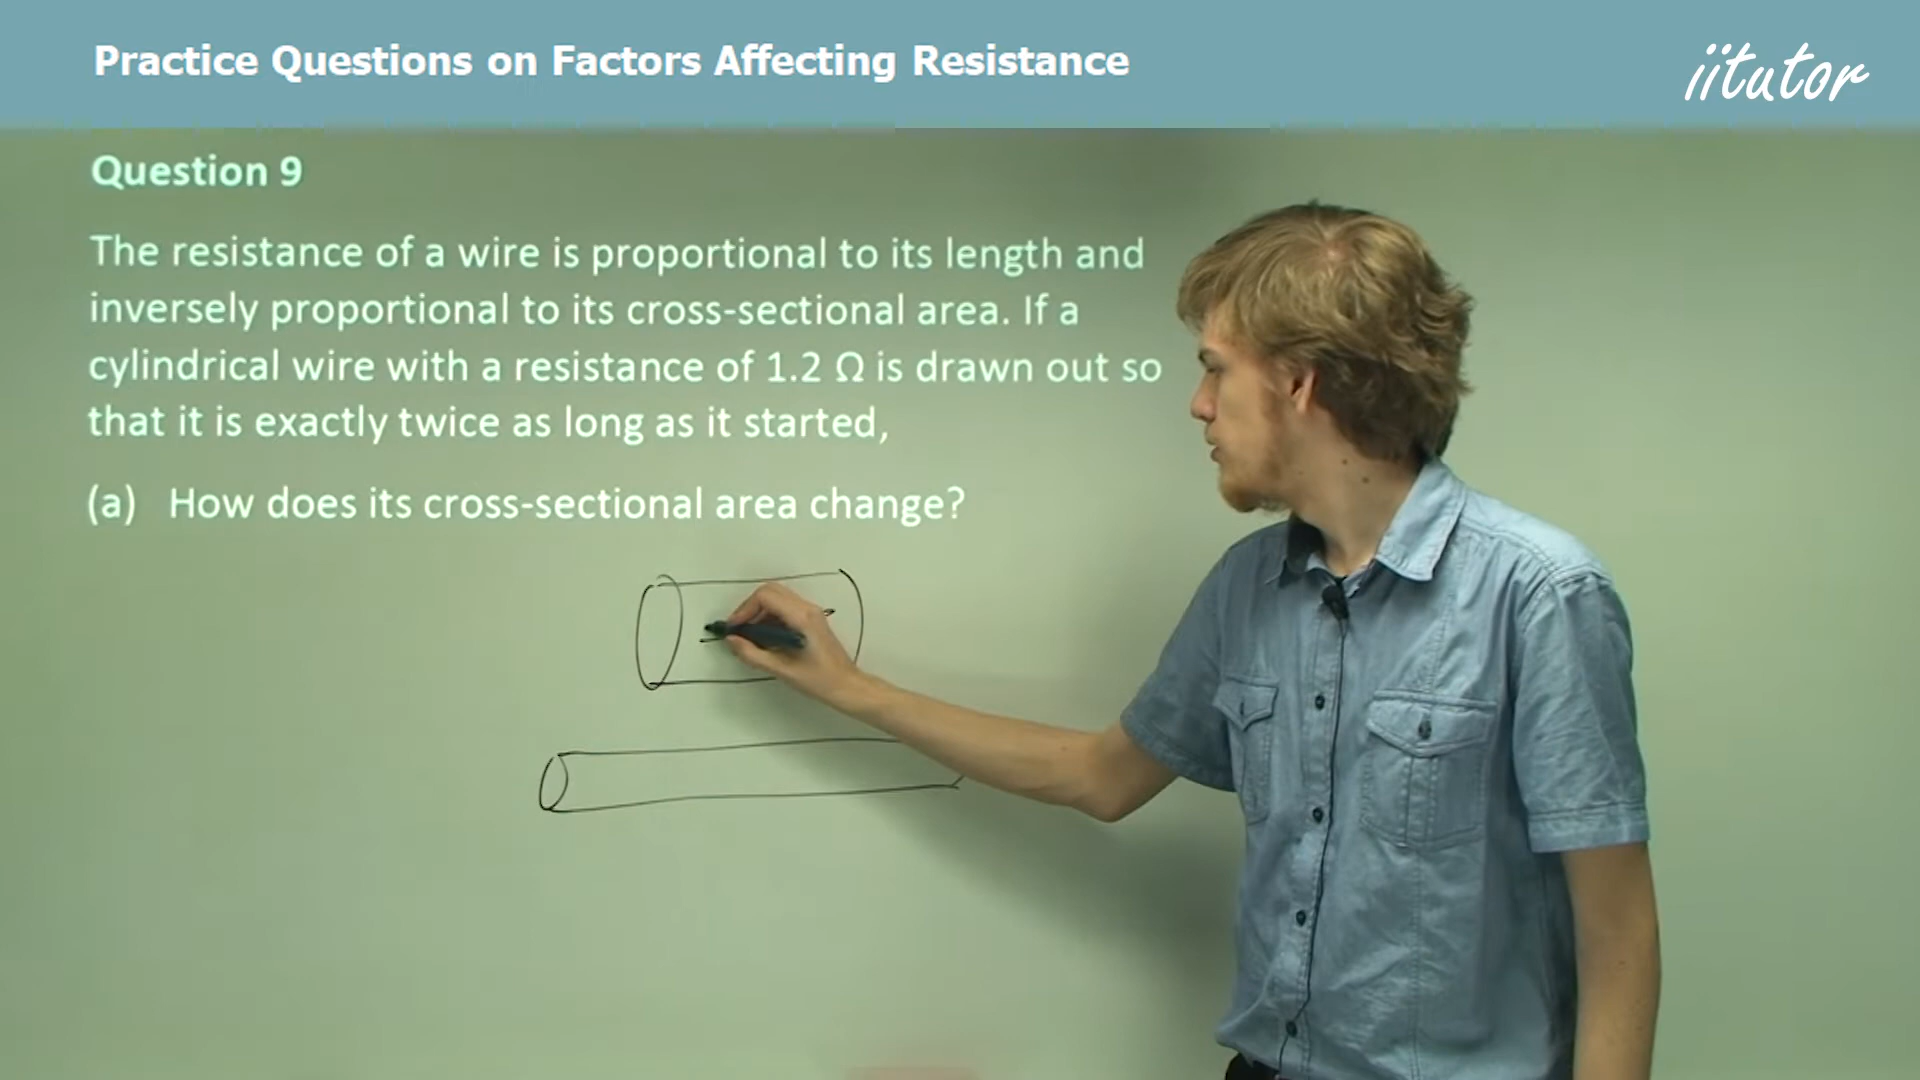 Practice Questions on Factors Affecting Resistance
iitutor
Question 9
The resistance of a wire is proportional to its length and
inversely proportional to its cross-sectional area. If a
cylindrical wire with a resistance of 1.2 Ω is drawn out so
that it is exactly twice as long as it started,
(a) How does its cross-sectional area change?